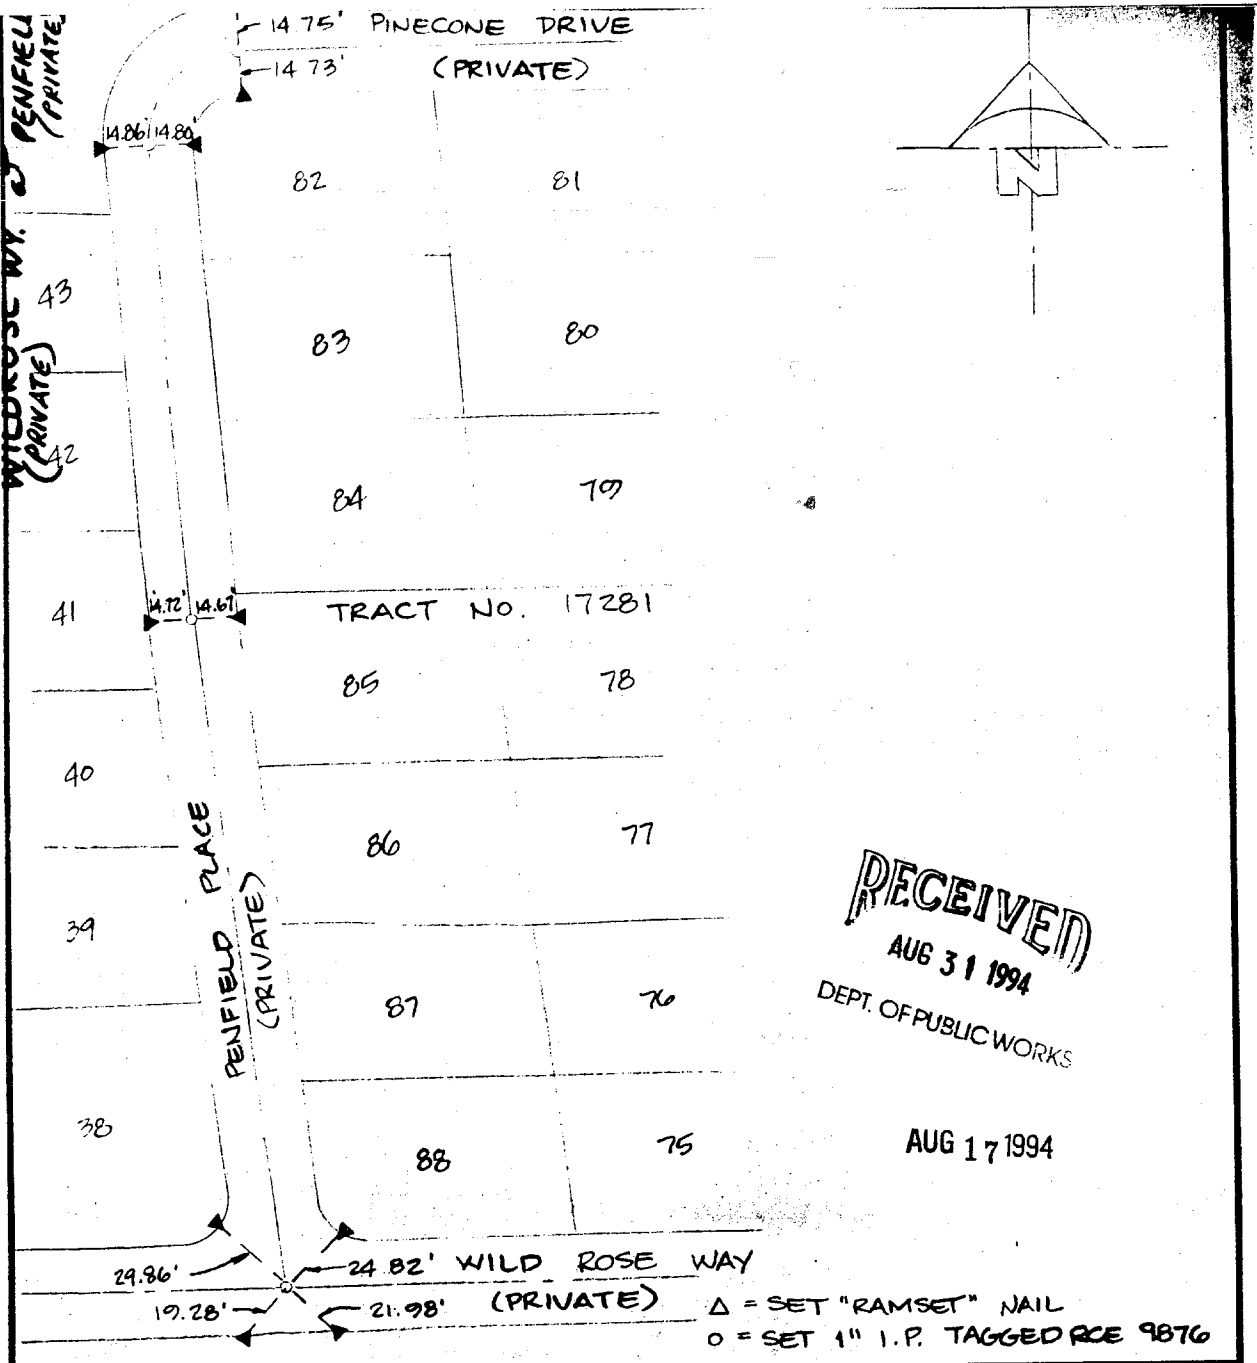 14.75' PINECONE DRIVE
14.73' (PRIVATE)
PENFIELD
(PRIVATE)
WILDROSE WY. @
(PRIVATE)
14.86' 14.80'
N
82 81
43
83 80
42
84 79
41
14.72' 14.67'
TRACT NO. 17281
85 78
40
86 77
PENFIELD PLACE
(PRIVATE)
39
87 76
38
88 75
RECEIVED
AUG 31 1994
DEPT. OF PUBLIC WORKS
AUG 17 1994
29.86'
24.82' WILD ROSE WAY
19.28' 21.98' (PRIVATE)
Δ = SET "RAMSET" NAIL
O = SET 1" I.P. TAGGED RCE 9876